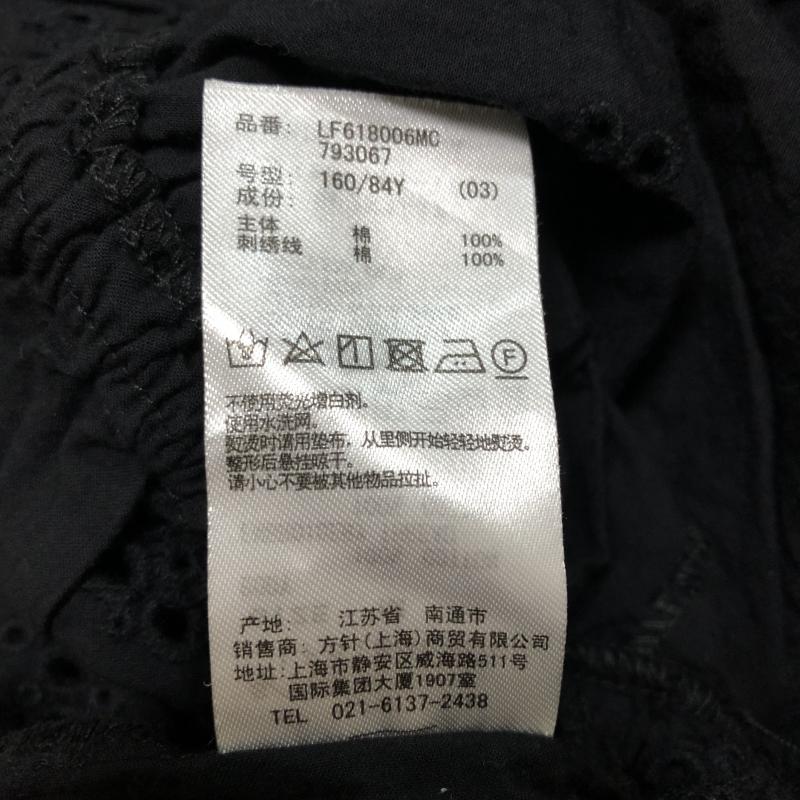 品番: LF618006MC
793067
号型: 160/84Y (03)
成份:
主体 棉 100%
刺绣线 棉 100%
F
不使用荧光增白剂。
使用水洗网。
熨烫时请用垫布，从里侧开始轻轻地熨烫。
整形后悬挂晾干。
请小心不要被其他物品拉扯。
产地: 江苏省 南通市
销售商: 方针(上海)商贸有限公司
地址: 上海市静安区威海路511号
国际集团大厦1907室
TEL 021-6137-2438